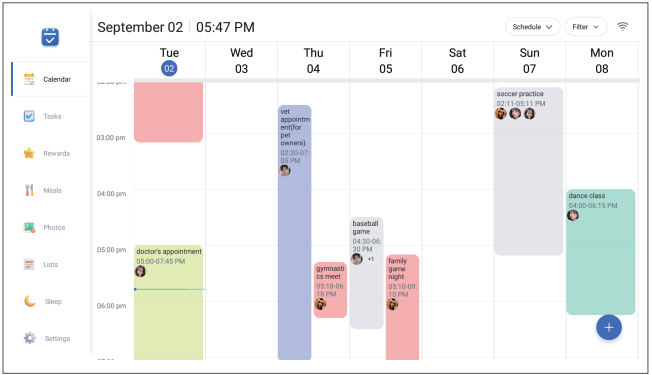 September 02 05:47 PM
Schedule
Filter
Tue
Wed
Thu
Fri
Sat
Sun
Mon
02
03
04
05
06
07
08
Calendar
Tasks
Rewards
Meals
Photos
Lists
Sleep
Settings
03:00 pm
04:00 pm
05:00 pm
06:00 pm
doctor's appointment
05:00-07:45 PM
vet
appointm
ent(for
pet
owners)
02:30-07:
05 PM
gymnasti
cs meet
05:18-06:
18 PM
baseball
game
04:30-06:
30 PM
+1
family
game
night
05:10-09:
10 PM
soccer practice
02:11-05:11 PM
dance class
04:00-06:15 PM
+